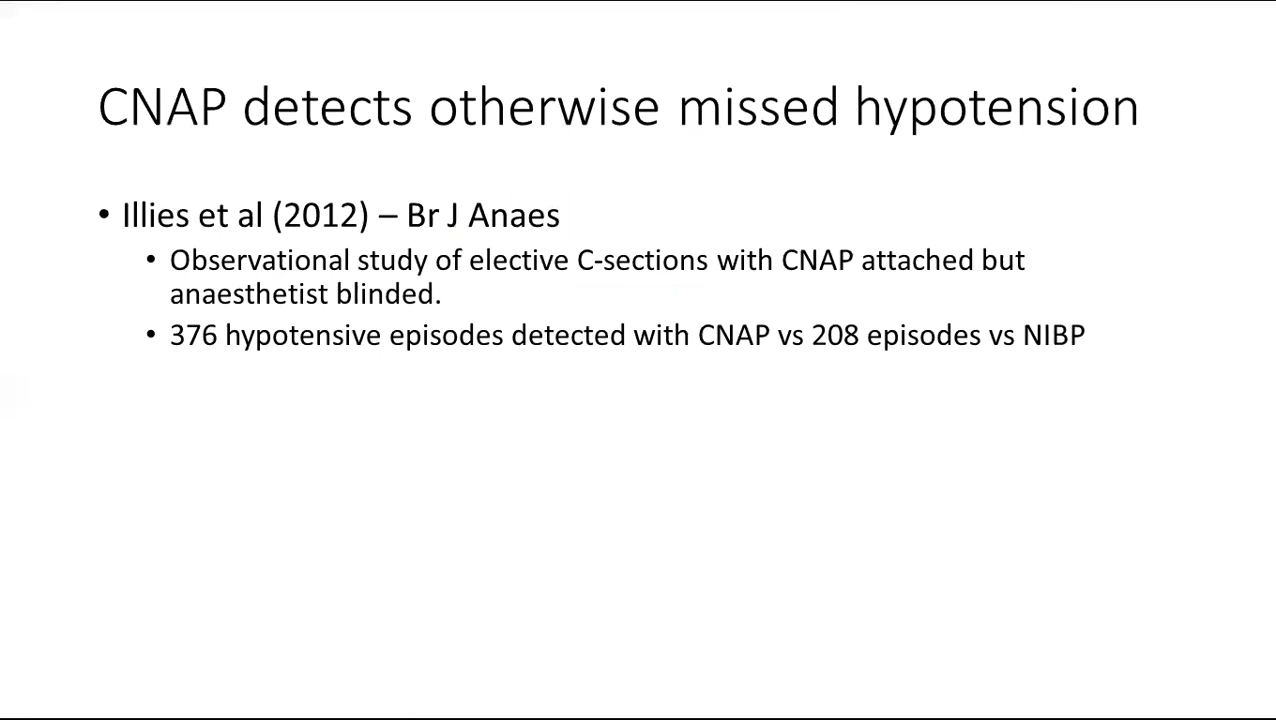 CNAP detects otherwise missed hypotension
• Illies et al (2012) – Br J Anaes
• Observational study of elective C-sections with CNAP attached but
anaesthetist blinded.
• 376 hypotensive episodes detected with CNAP vs 208 episodes vs NIBP